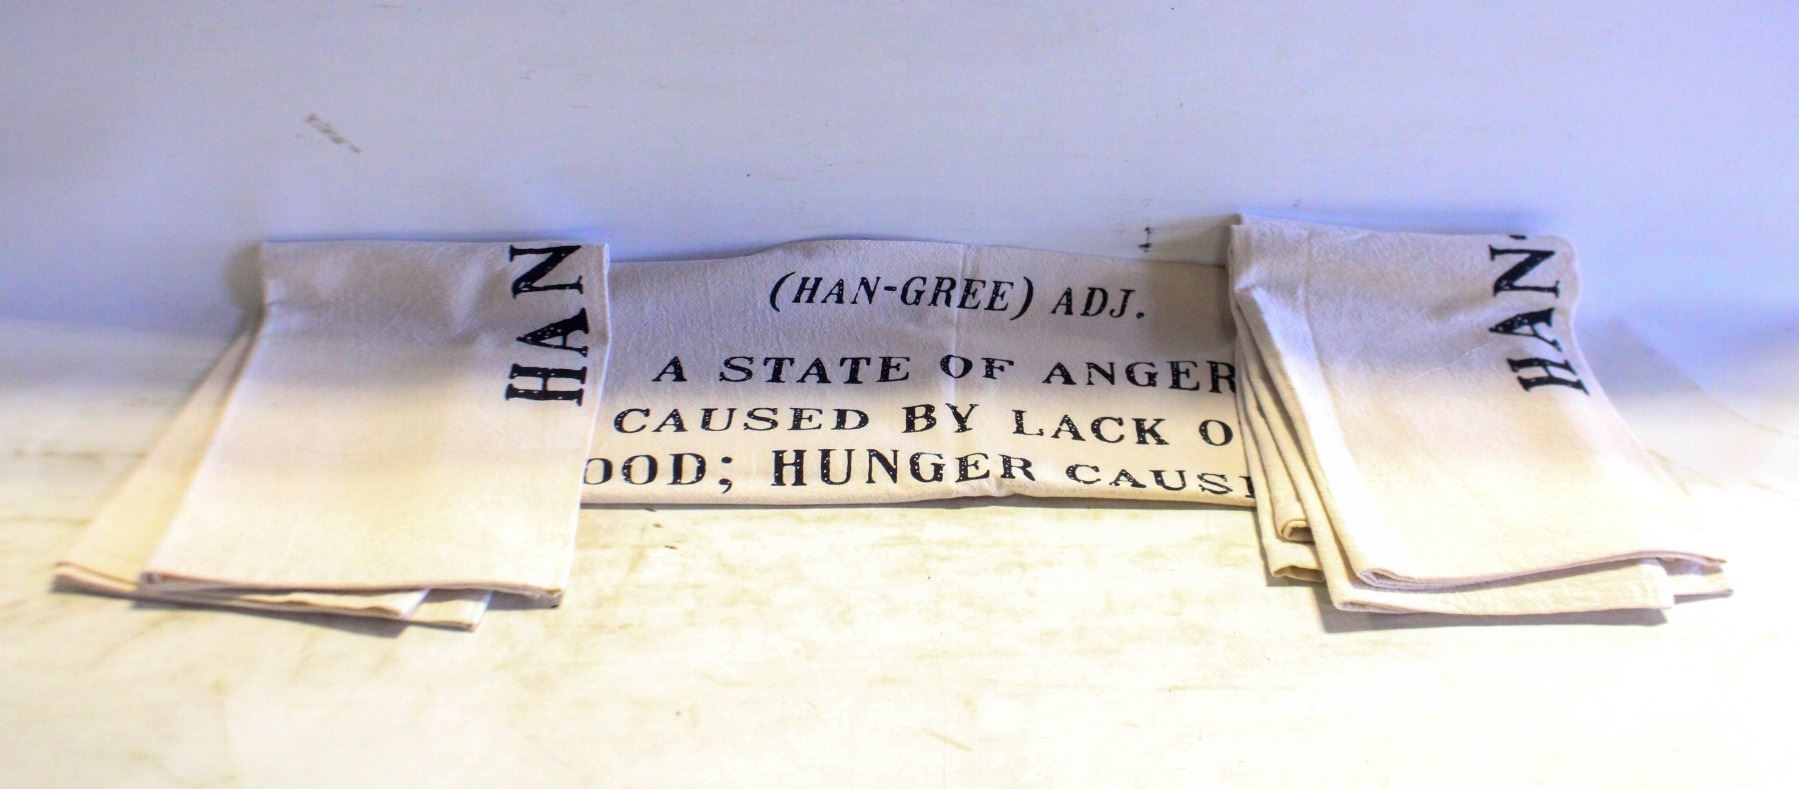 HAN
(HAN-GREE) ADJ.
A STATE OF ANGER
CAUSED BY LACK O
OOD; HUNGER CAUS
HAN